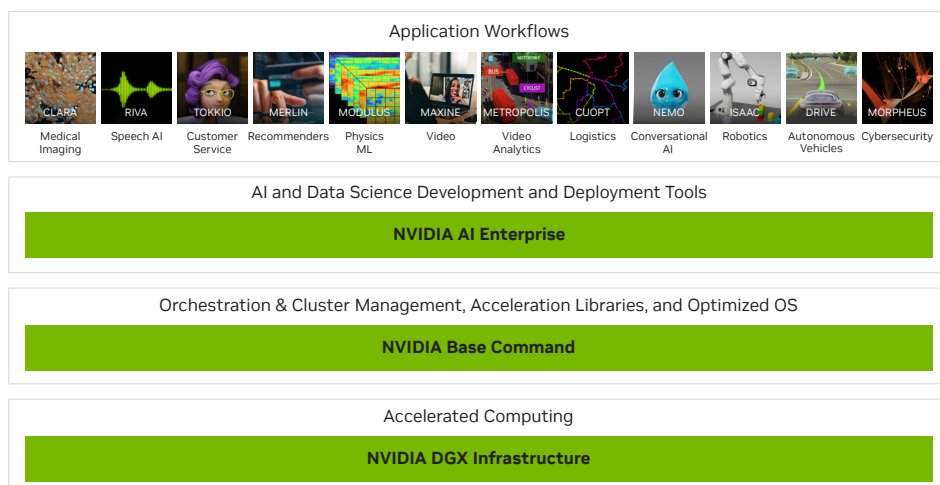 Application Workflows
MOTORBIKE
BUS
CYCLIST
CLARA RIVA TOKKIO MERLIN MODULUS MAXINE METROPOLIS CUOPT NEMO ISAAC DRIVE MORPHEUS
Medical Speech AI Customer Recommenders Physics Video Video Logistics Conversational Robotics Autonomous Cybersecurity
Imaging Service ML Analytics AI Vehicles
AI and Data Science Development and Deployment Tools
NVIDIA AI Enterprise
Orchestration & Cluster Management, Acceleration Libraries, and Optimized OS
NVIDIA Base Command
Accelerated Computing
NVIDIA DGX Infrastructure